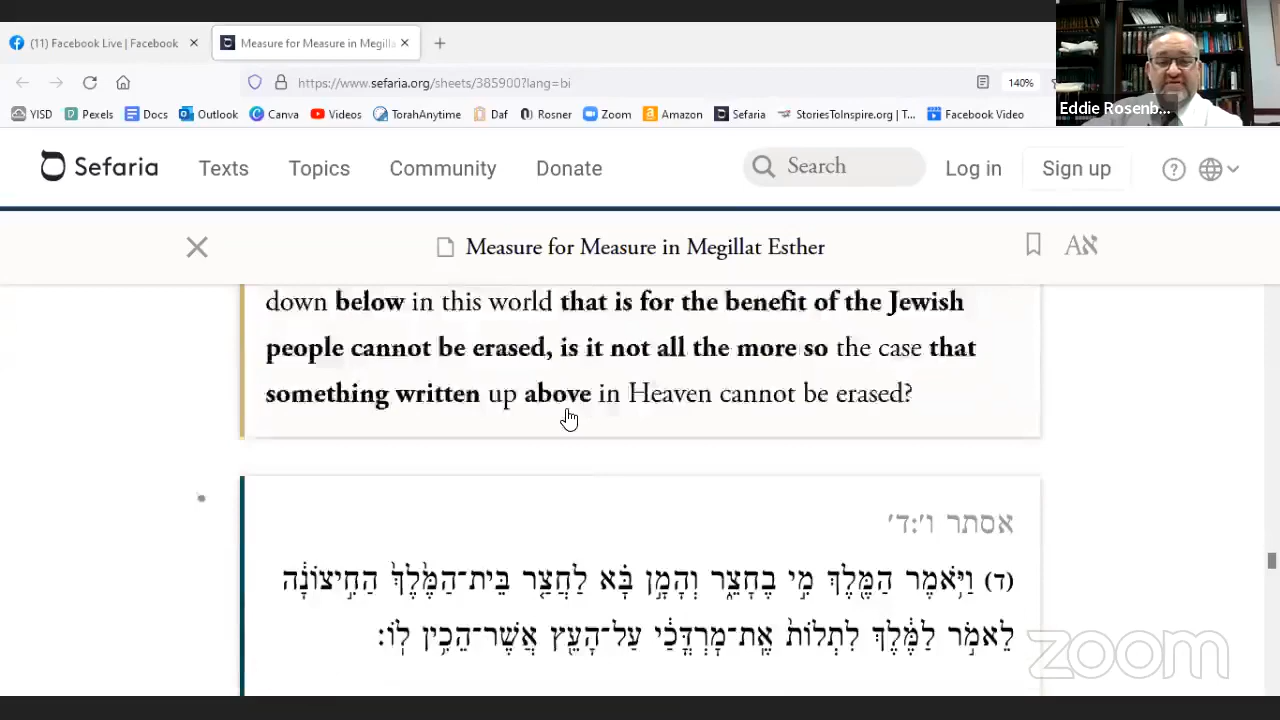 (11) Facebook Live | Facebook
Measure for Measure in Megilla
https://www.sefaria.org/sheets/385900?lang=bi
140%
VISD Pexels Docs Outlook Canva Videos TorahAnytime Daf Rosner Zoom Amazon Sefaria StoriesToInspire.org | T... Facebook Video
Eddie Rosenb...
Sefaria Texts Topics Community Donate Search Log in Sign up
Measure for Measure in Megillat Esther
down below in this world that is for the benefit of the Jewish
people cannot be erased, is it not all the more so the case that
something written up above in Heaven cannot be erased?
אסתר ו׳:ד׳
(ד) וַיֹּ֥אמֶר הַמֶּ֖לֶךְ מִ֣י בֶחָצֵ֑ר וְהָמָ֣ן בָּ֗א לַחֲצַ֤ר בֵּית־הַמֶּ֙לֶךְ֙ הַחִ֣יצוֹנָ֔ה
לֵאמֹ֣ר לַמֶּ֔לֶךְ לִתְלוֹת֙ אֶֽת־מׇרְדֳּכַ֔י עַל־הָעֵ֖ץ אֲשֶׁר־הֵכִ֥ין לֽוֹ׃
zoom